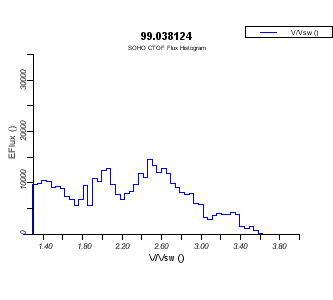 99.038124
V/Vsw ()
SOHO CTOF Flux Histogram
EFlux ()
30000
20000
10000
0
1.40 1.80 2.20 2.60 3.00 3.40 3.80
V/Vsw ()